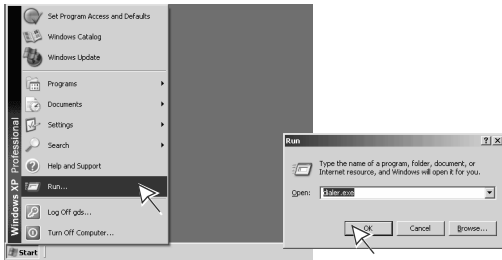 Set Program Access and Defaults
Windows Catalog
Windows Update
Programs
Documents
Settings
Search
Help and Support
Run...
Log Off gds...
Turn Off Computer...
Windows XP Professional
Start
Run
Type the name of a program, folder, document, or
Internet resource, and Windows will open it for you.
Open: dialer.exe
OK Cancel Browse...